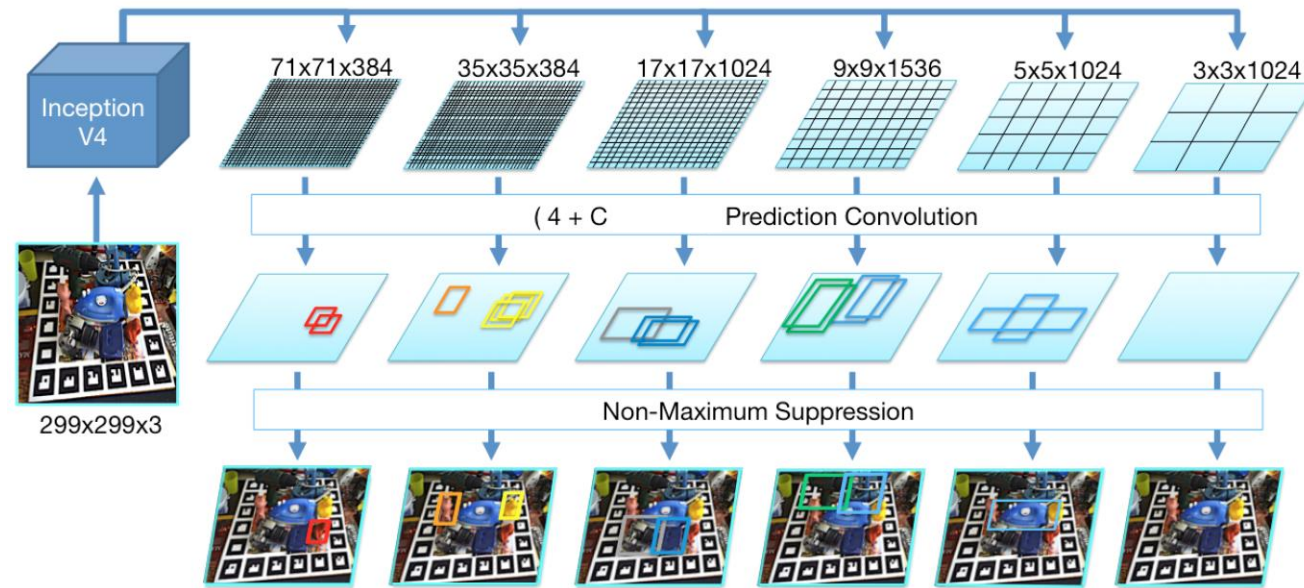 71x71x384
35x35x384
17x17x1024
9x9x1536
5x5x1024
3x3x1024
Inception
V4
( 4 + C Prediction Convolution
299x299x3
Non-Maximum Suppression